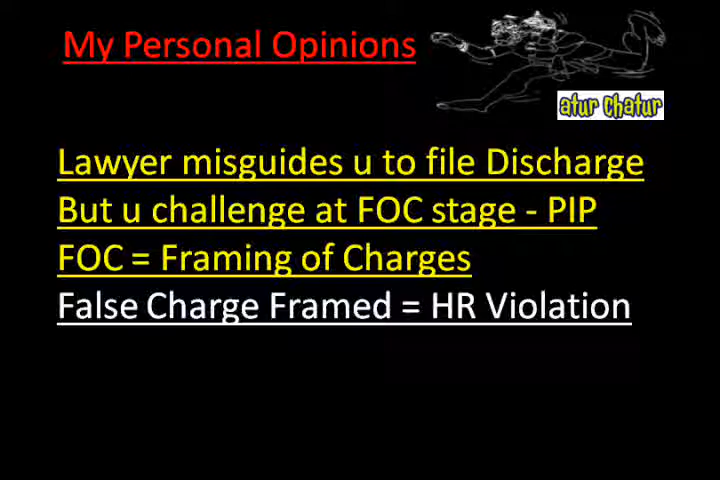 My Personal Opinions
atur chatur
Lawyer misguides u to file Discharge
But u challenge at FOC stage - PIP
FOC = Framing of Charges
False Charge Framed = HR Violation